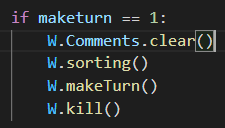 if maketurn == 1:
    W.Comments.clear()
    W.sorting()
    W.makeTurn()
    W.kill()